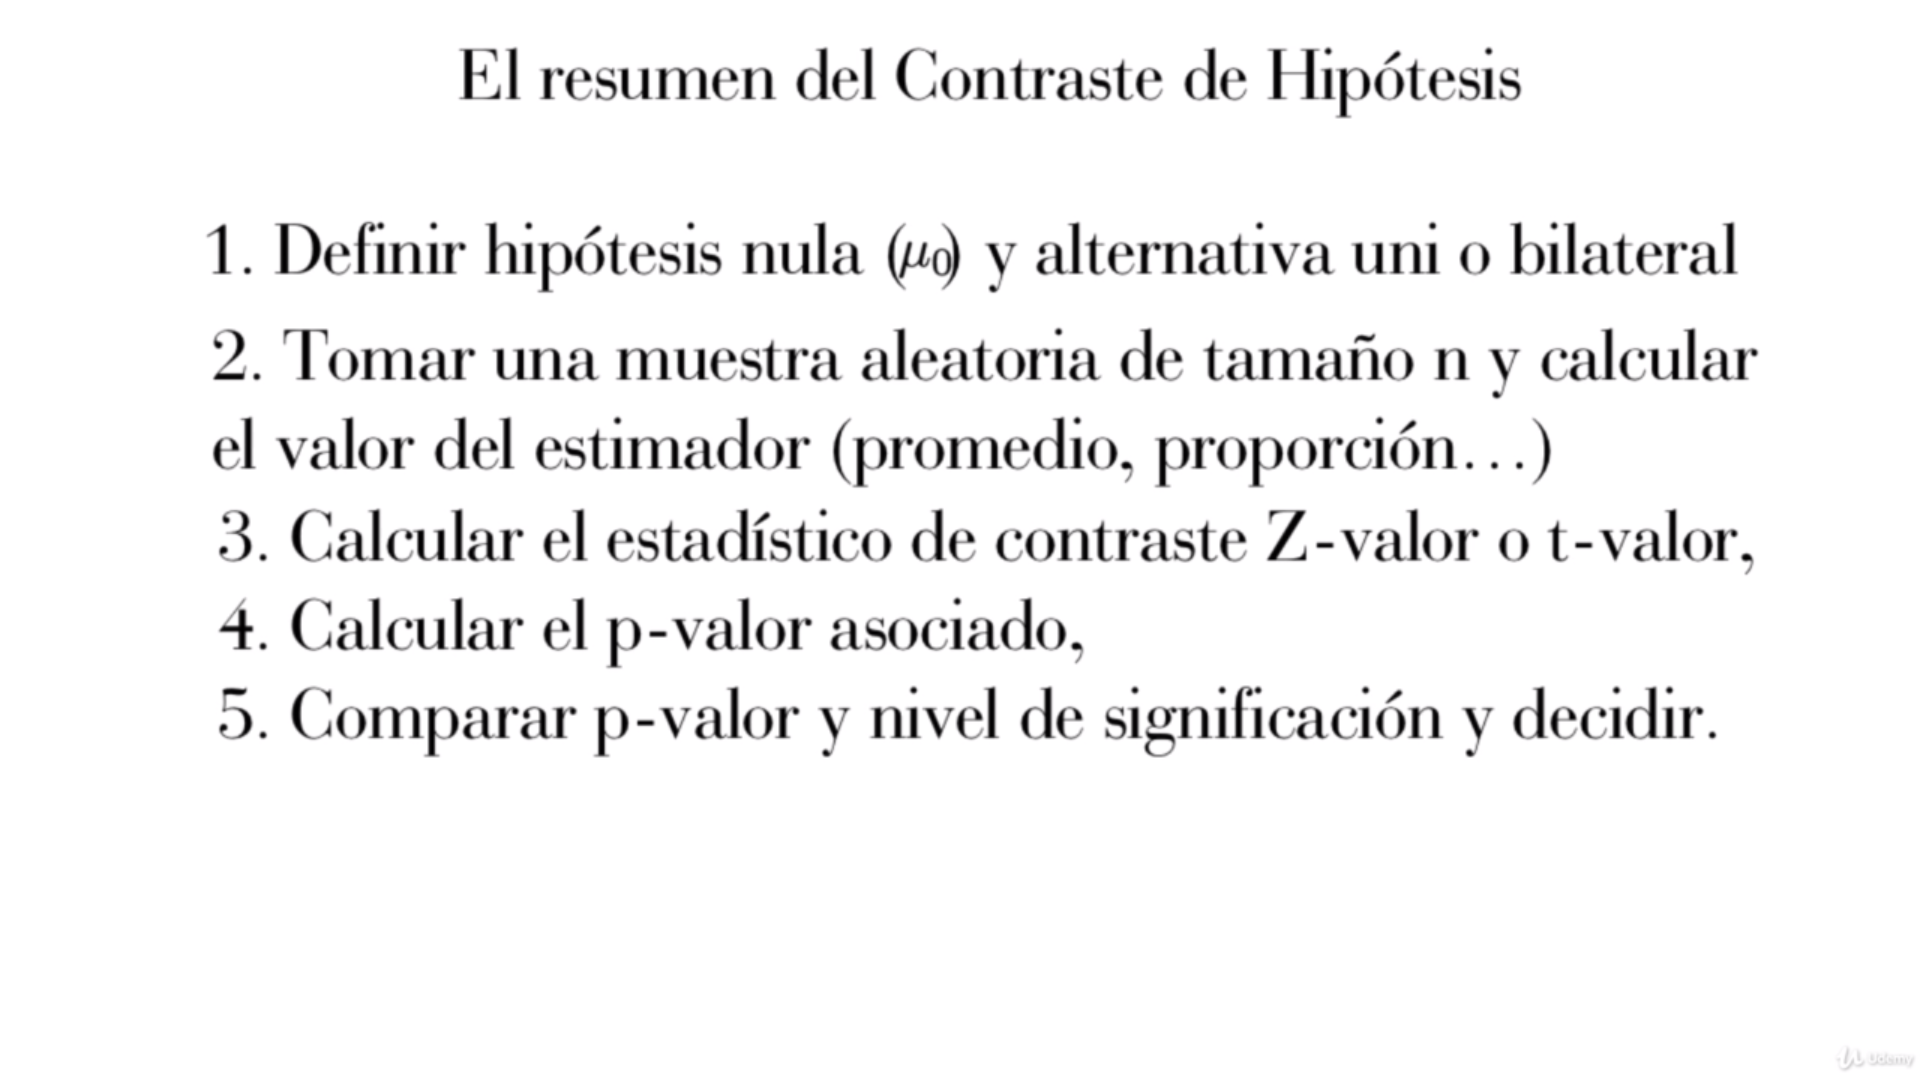 El resumen del Contraste de Hipótesis
1. Definir hipótesis nula (μ₀) y alternativa uni o bilateral
2. Tomar una muestra aleatoria de tamaño n y calcular
el valor del estimador (promedio, proporción…)
3. Calcular el estadístico de contraste Z-valor o t-valor,
4. Calcular el p-valor asociado,
5. Comparar p-valor y nivel de significación y decidir.
Udemy